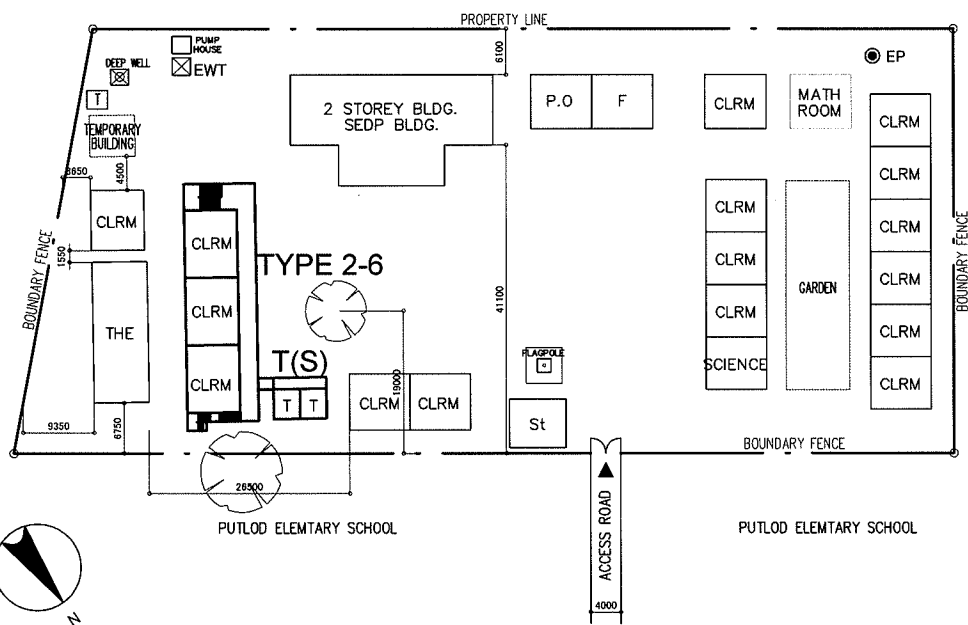 PROPERTY LINE
PUMP
HOUSE
EWT
DEEP WELL
T
TEMPORARY
BUILDING
6100
2 STOREY BLDG.
SEDP BLDG.
P.O
F
CLRM
MATH
ROOM
EP
CLRM
CLRM
CLRM
CLRM
CLRM
CLRM
3650
4500
CLRM
1550
BOUNDARY FENCE
THE
9350
6750
CLRM
CLRM
CLRM
TYPE 2-6
T(S)
T
T
19000
41100
CLRM
CLRM
FLAGPOLE
St
CLRM
CLRM
CLRM
SCIENCE
GARDEN
BOUNDARY FENCE
BOUNDARY FENCE
26500
PUTLOD ELEMTARY SCHOOL
ACCESS ROAD
4000
PUTLOD ELEMTARY SCHOOL
N